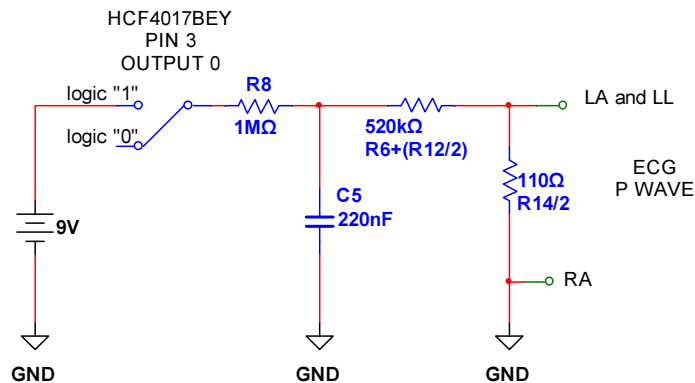 HCF4017BEY
PIN 3
OUTPUT 0
logic "1"
logic "0"
R8
1MΩ
520kΩ
R6+(R12/2)
LA and LL
110Ω
R14/2
ECG
P WAVE
C5
220nF
9V
RA
GND
GND
GND